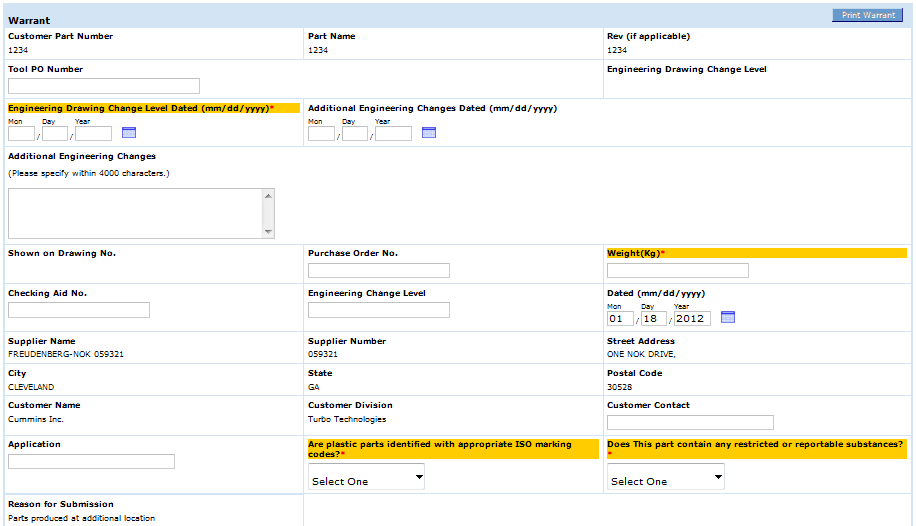 Warrant
Print Warrant
Customer Part Number
Part Name
Rev (if applicable)
1234
1234
1234
Tool PO Number
Engineering Drawing Change Level
Engineering Drawing Change Level Dated (mm/dd/yyyy)*
Additional Engineering Changes Dated (mm/dd/yyyy)
Mon Day Year
Mon Day Year
/ /
/ /
Additional Engineering Changes
(Please specify within 4000 characters.)
Shown on Drawing No.
Purchase Order No.
Weight(Kg)*
Checking Aid No.
Engineering Change Level
Dated (mm/dd/yyyy)
Mon Day Year
01 / 18 / 2012
Supplier Name
Supplier Number
Street Address
FREUDENBERG-NOK 059321
059321
ONE NOK DRIVE,
City
State
Postal Code
CLEVELAND
GA
30528
Customer Name
Customer Division
Customer Contact
Cummins Inc.
Turbo Technologies
Application
Are plastic parts identified with appropriate ISO marking
codes?*
Does This part contain any restricted or reportable substances?
*
Select One
Select One
Reason for Submission
Parts produced at additional location